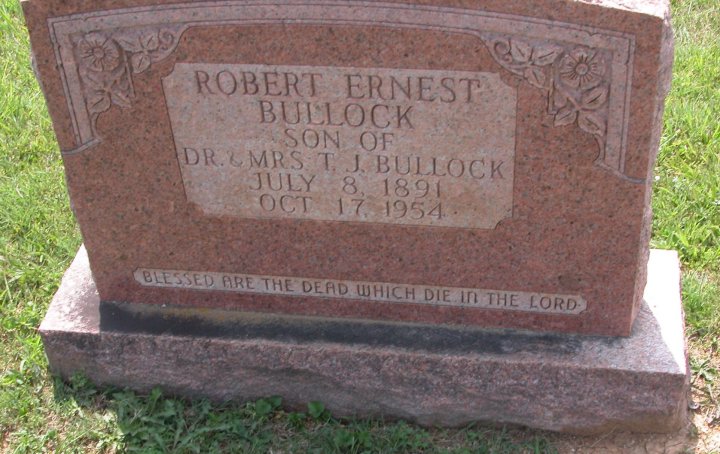 ROBERT ERNEST
BULLOCK
SON OF
DR. & MRS. T. J. BULLOCK
JULY 8, 1891
OCT 17, 1954
BLESSED ARE THE DEAD WHICH DIE IN THE LORD